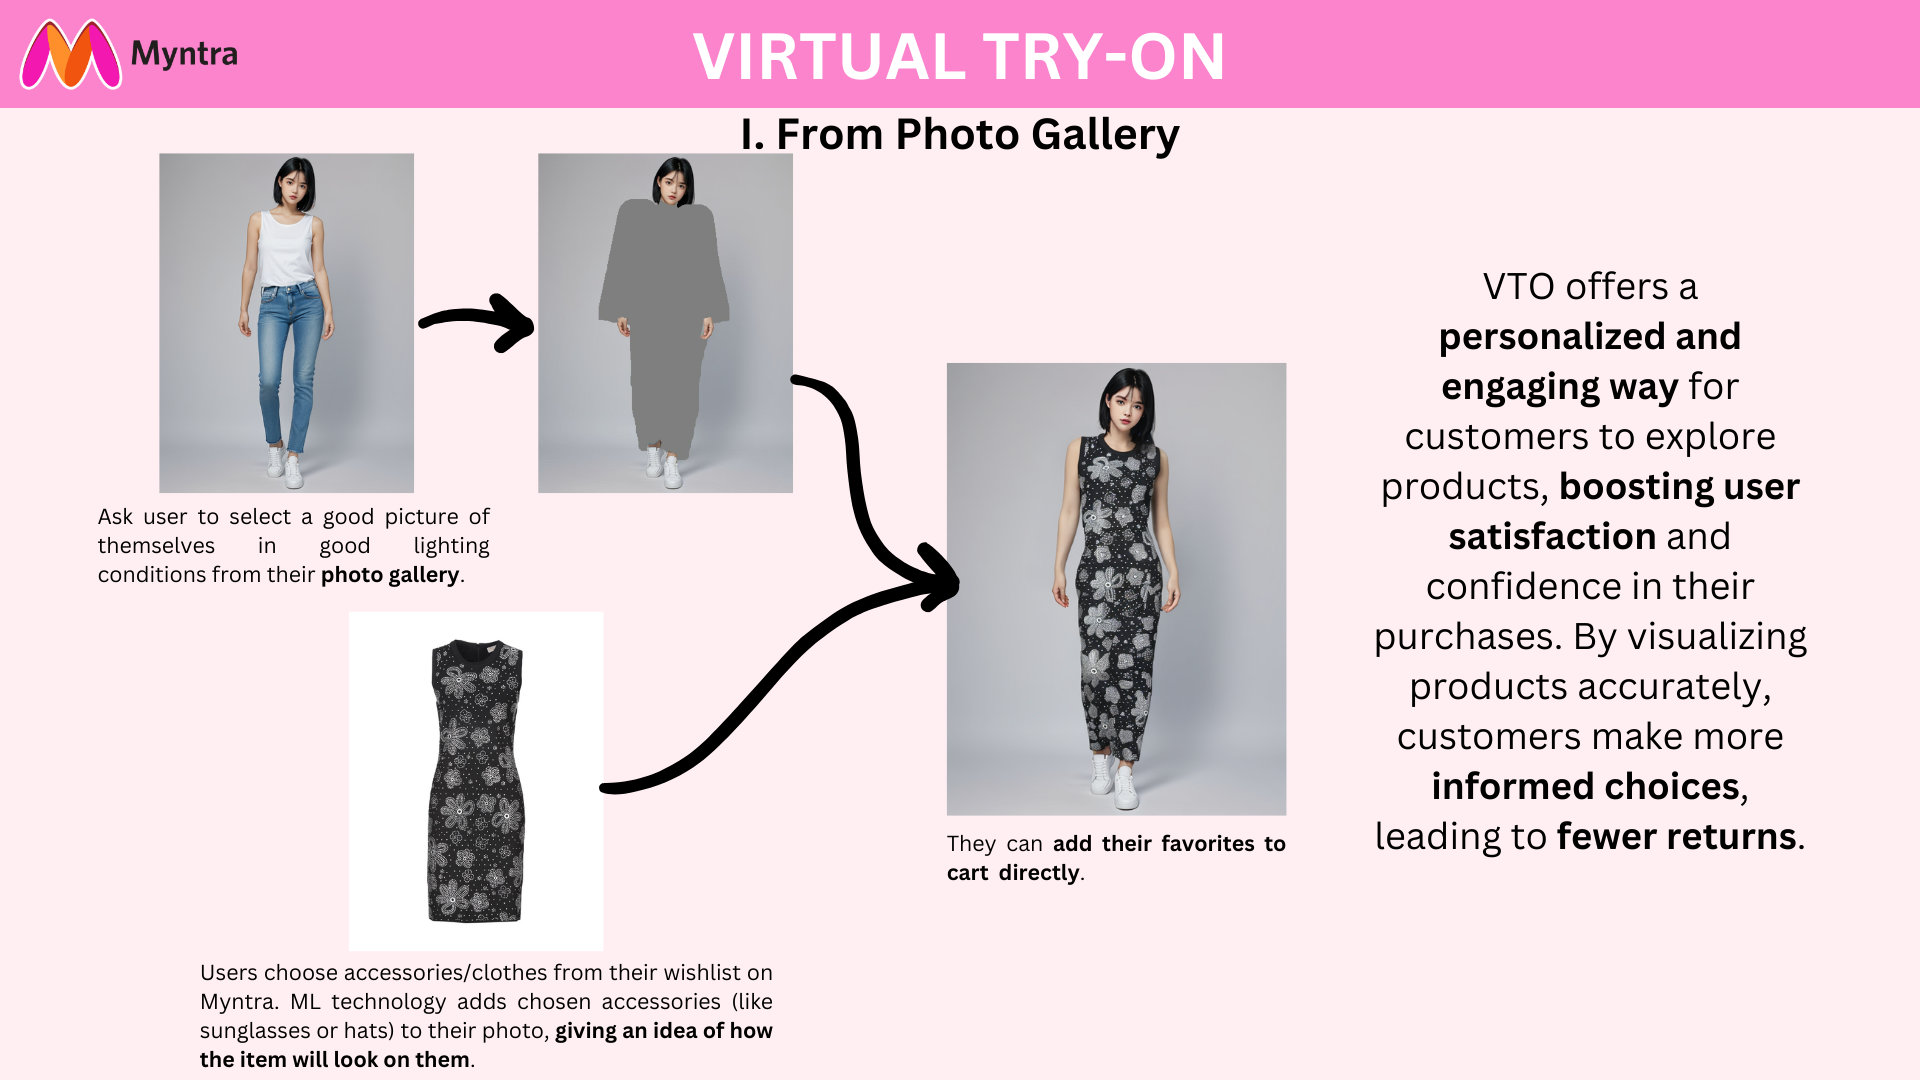 Myntra
VIRTUAL TRY-ON
I. From Photo Gallery
Ask user to select a good picture of
themselves in good lighting
conditions from their photo gallery.
Users choose accessories/clothes from their wishlist on
Myntra. ML technology adds chosen accessories (like
sunglasses or hats) to their photo, giving an idea of how
the item will look on them.
They can add their favorites to
cart directly.
VTO offers a
personalized and
engaging way for
customers to explore
products, boosting user
satisfaction and
confidence in their
purchases. By visualizing
products accurately,
customers make more
informed choices,
leading to fewer returns.